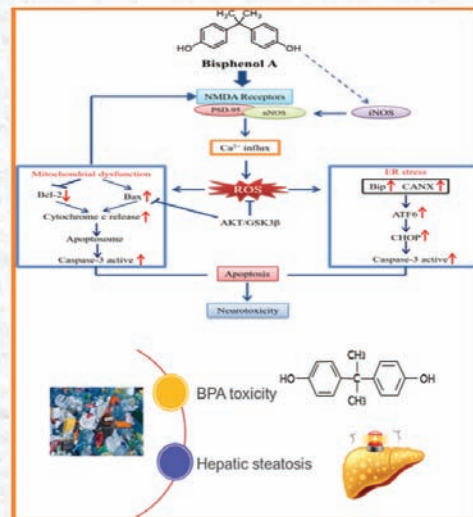 H₃C CH₃
HO OH
Bisphenol A
NMDA Receptors
PSD-95 nNOS iNOS
Ca²⁺ influx
Mitochondrial dysfunction
Bcl-2 Bax
Cytochrome c release
Apoptosome
Caspase-3 active
ROS
AKT/GSK3β
ER stress
Bip CANX
ATF6
CHOP
Caspase-3 active
Apoptosis
Neurotoxicity
BPA toxicity
CH3
HO C OH
CH3
Hepatic steatosis